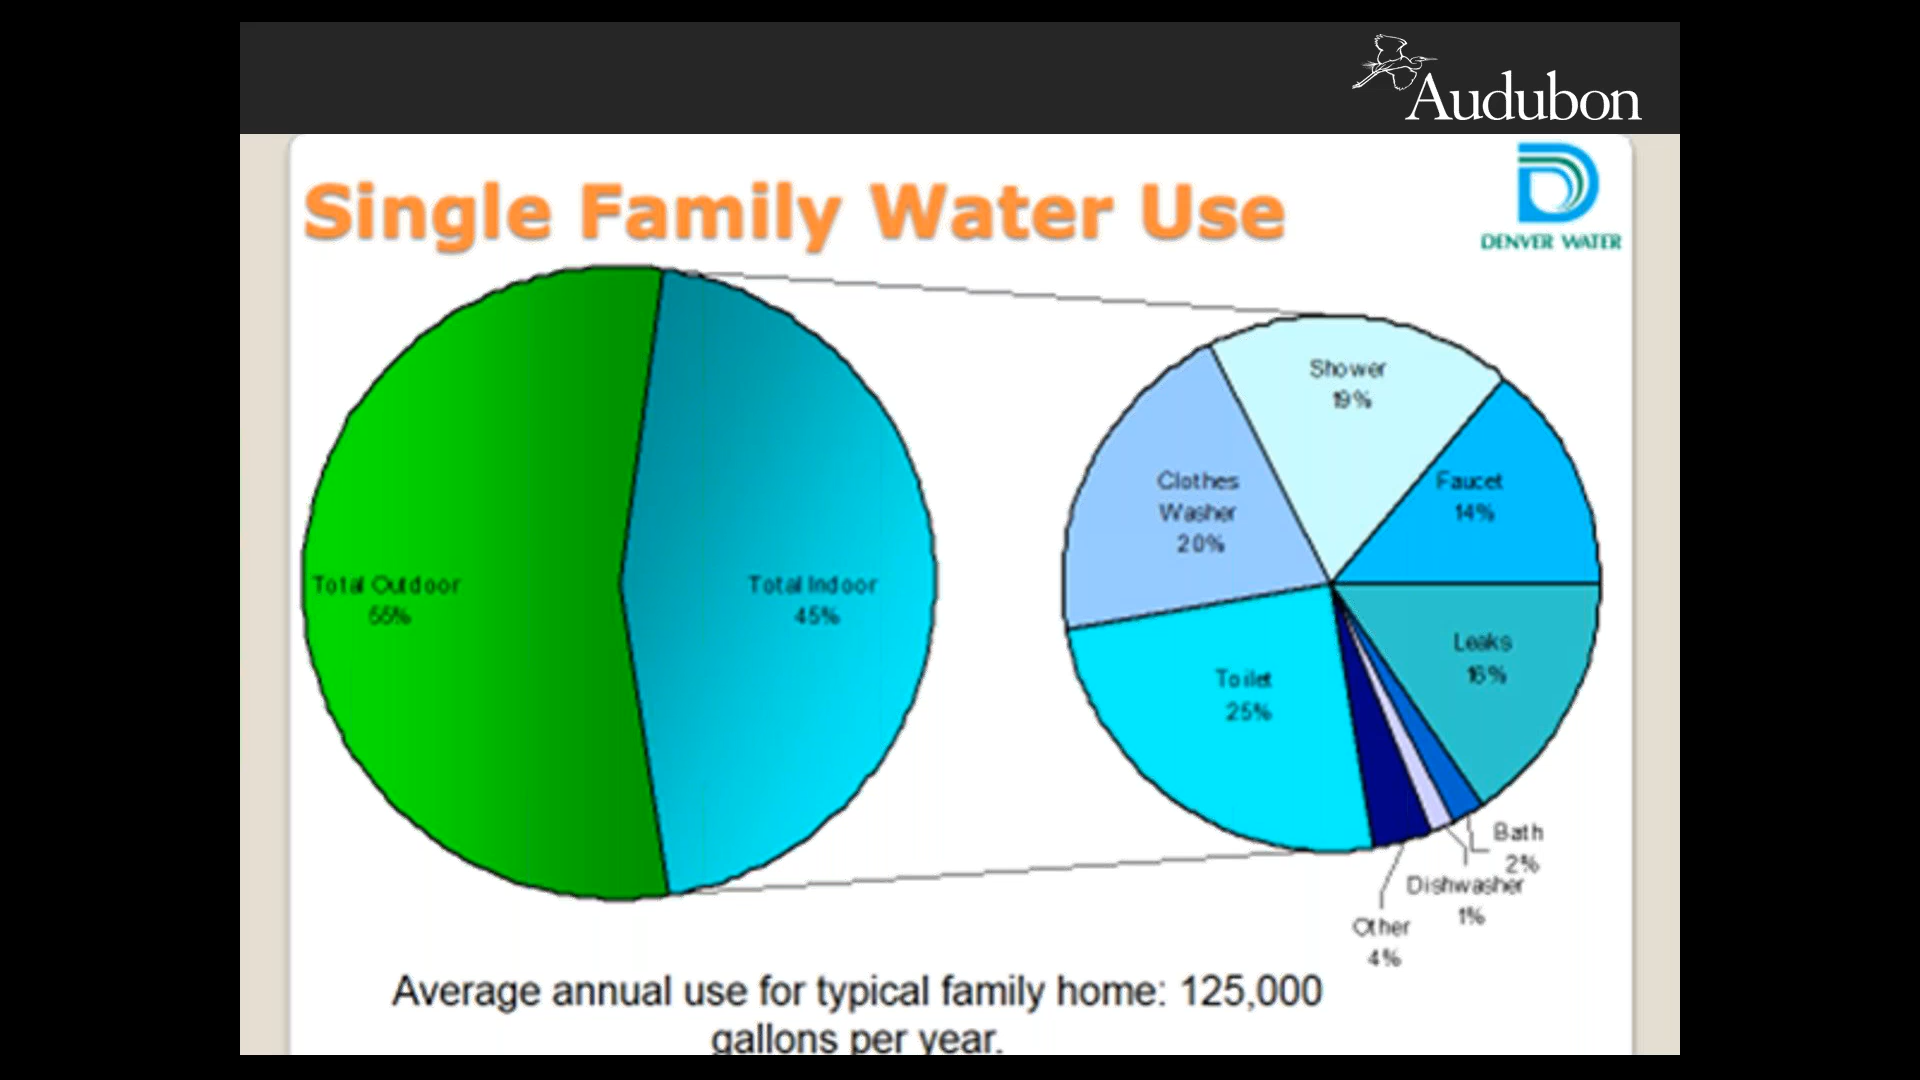 Audubon
Single Family Water Use
DENVER WATER
Total Outdoor
55%
Total Indoor
45%
Shower
19%
Faucet
14%
Clothes
Washer
20%
Leaks
16%
Toilet
25%
Bath
2%
Dishwasher
1%
Other
4%
Average annual use for typical family home: 125,000
gallons per year.